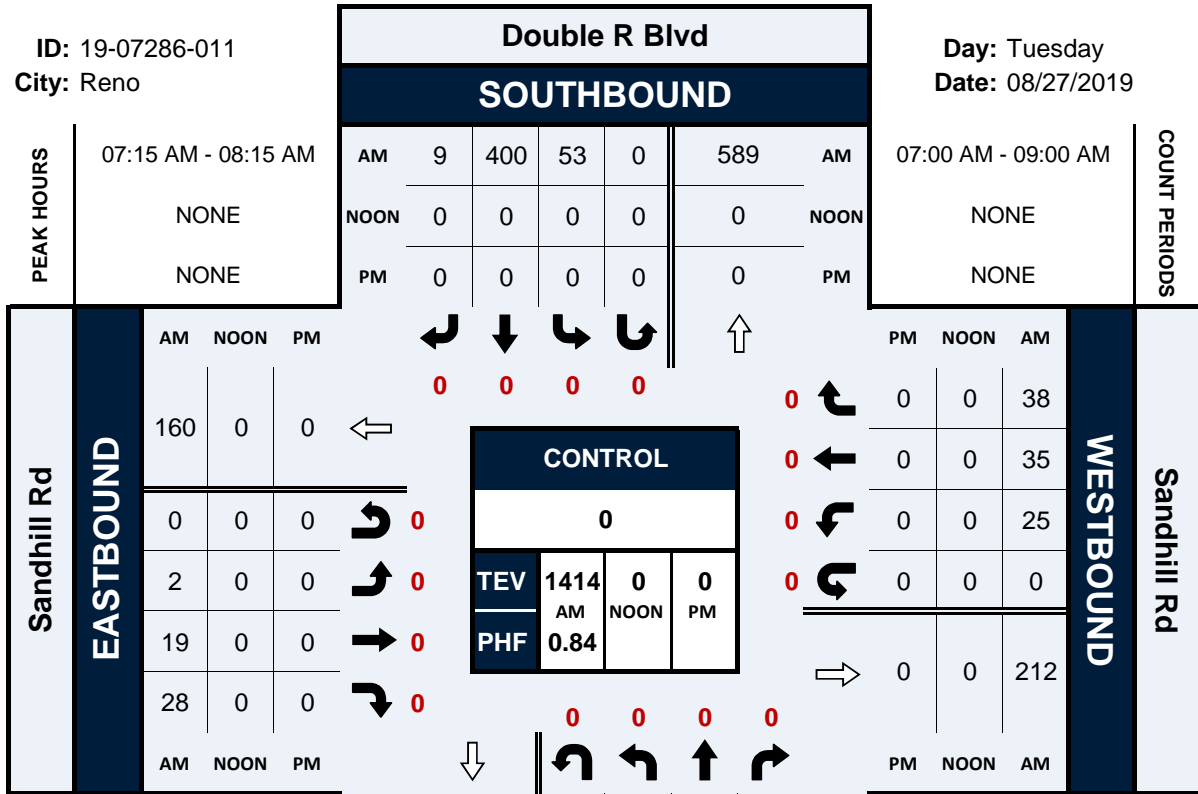 ID: 19-07286-011
City: Reno
Double R Blvd
SOUTHBOUND
Day: Tuesday
Date: 08/27/2019
PEAK HOURS
07:15 AM - 08:15 AM
NONE
NONE
AM 9 400 53 0 589 AM
NOON 0 0 0 0 0 NOON
PM 0 0 0 0 0 PM
07:00 AM - 09:00 AM
NONE
NONE
COUNT PERIODS
0 0 0 0
Sandhill Rd
EASTBOUND
AM NOON PM
160 0 0
0 0 0 0
2 0 0 0
19 0 0 0
28 0 0 0
AM NOON PM
CONTROL
0
TEV 1414 0 0
AM NOON PM
PHF 0.84
PM NOON AM
0 0 0 38
0 0 0 35
0 0 0 25
0 0 0 0
0 0 212
PM NOON AM
WESTBOUND
Sandhill Rd
0 0 0 0